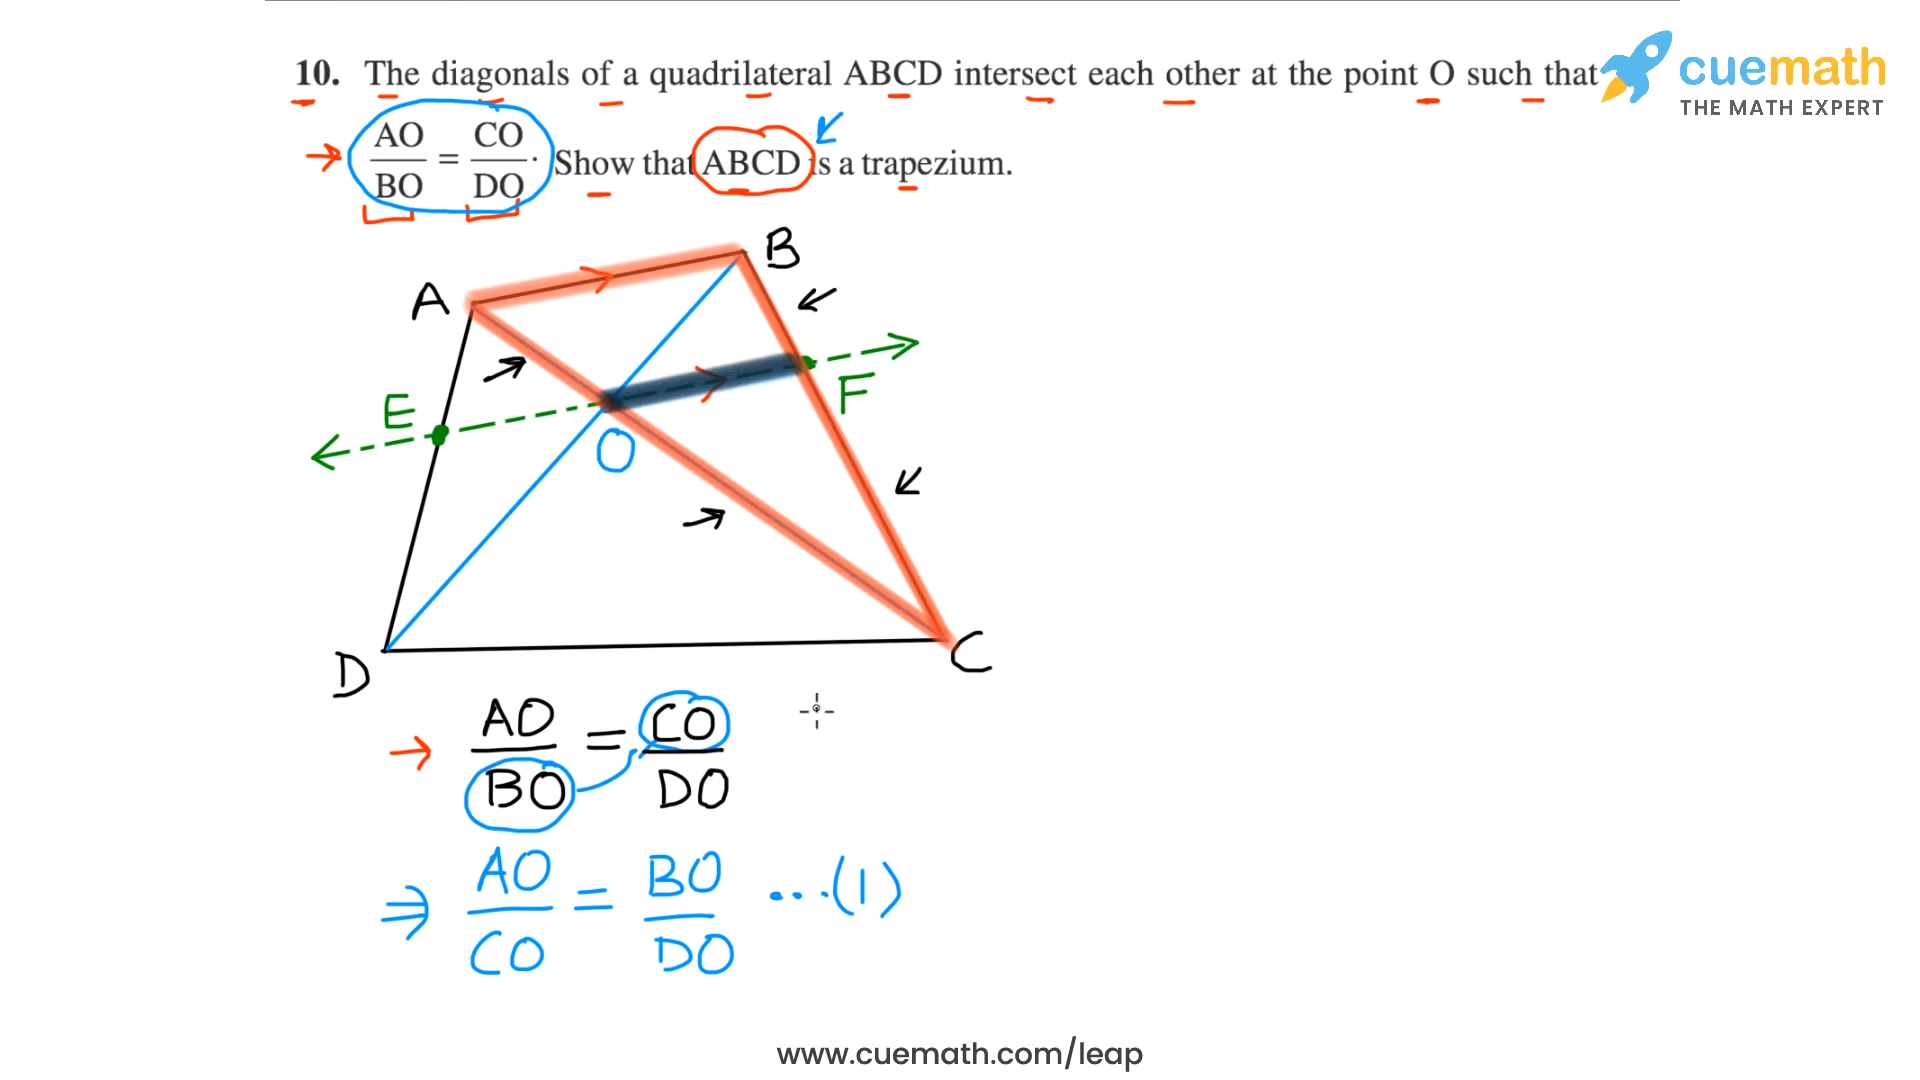 10. The diagonals of a quadrilateral ABCD intersect each other at the point O such that
cuemath
THE MATH EXPERT
AO/BO = CO/DO. Show that ABCD is a trapezium.
B
A
E
F
O
D
C
→ AO/BO = CO/DO
⇒ AO/CO = BO/DO ...(1)
www.cuemath.com/leap